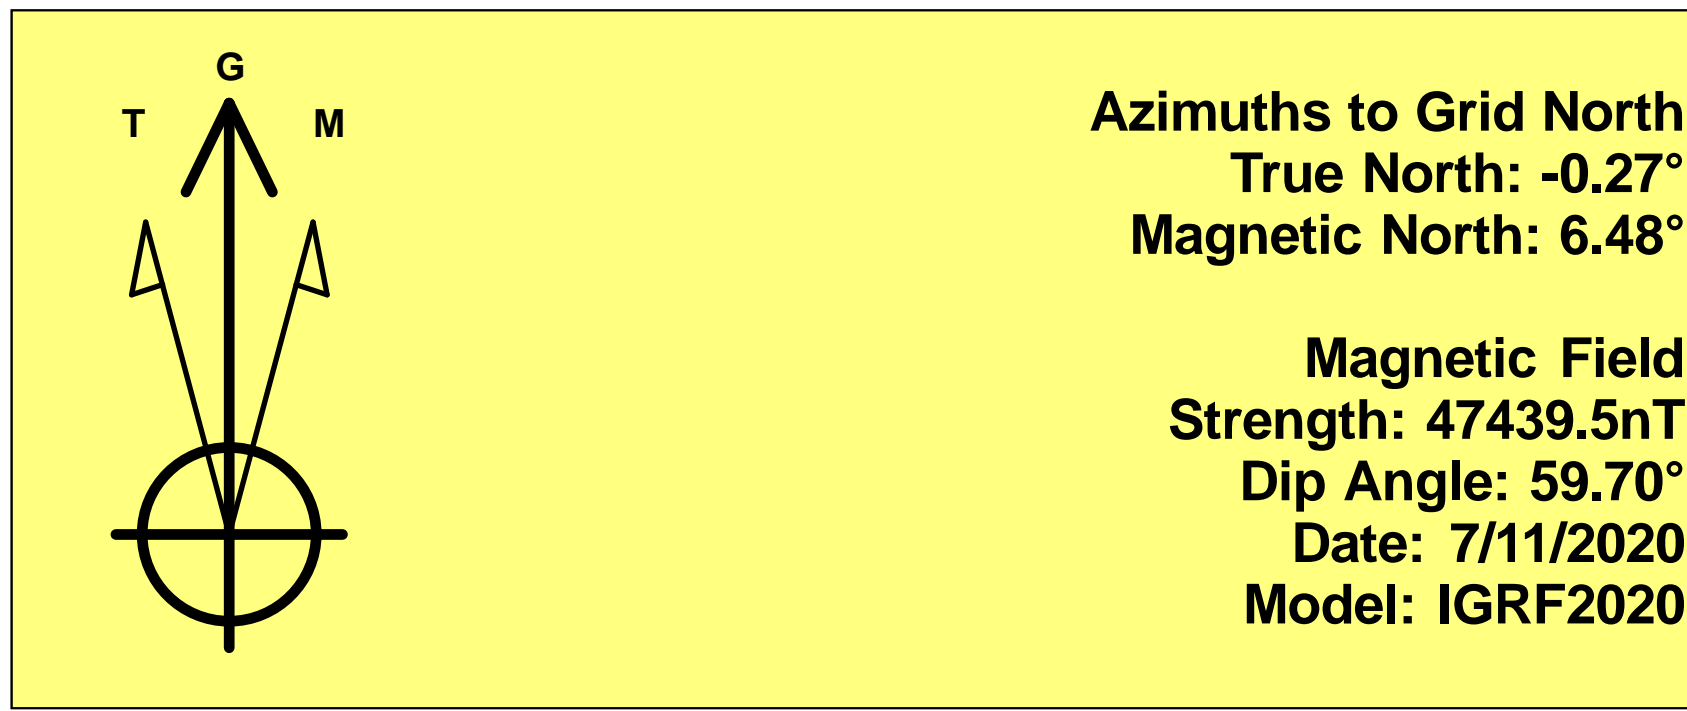 G
T
M
Azimuths to Grid North
True North: -0.27°
Magnetic North: 6.48°
Magnetic Field
Strength: 47439.5nT
Dip Angle: 59.70°
Date: 7/11/2020
Model: IGRF2020